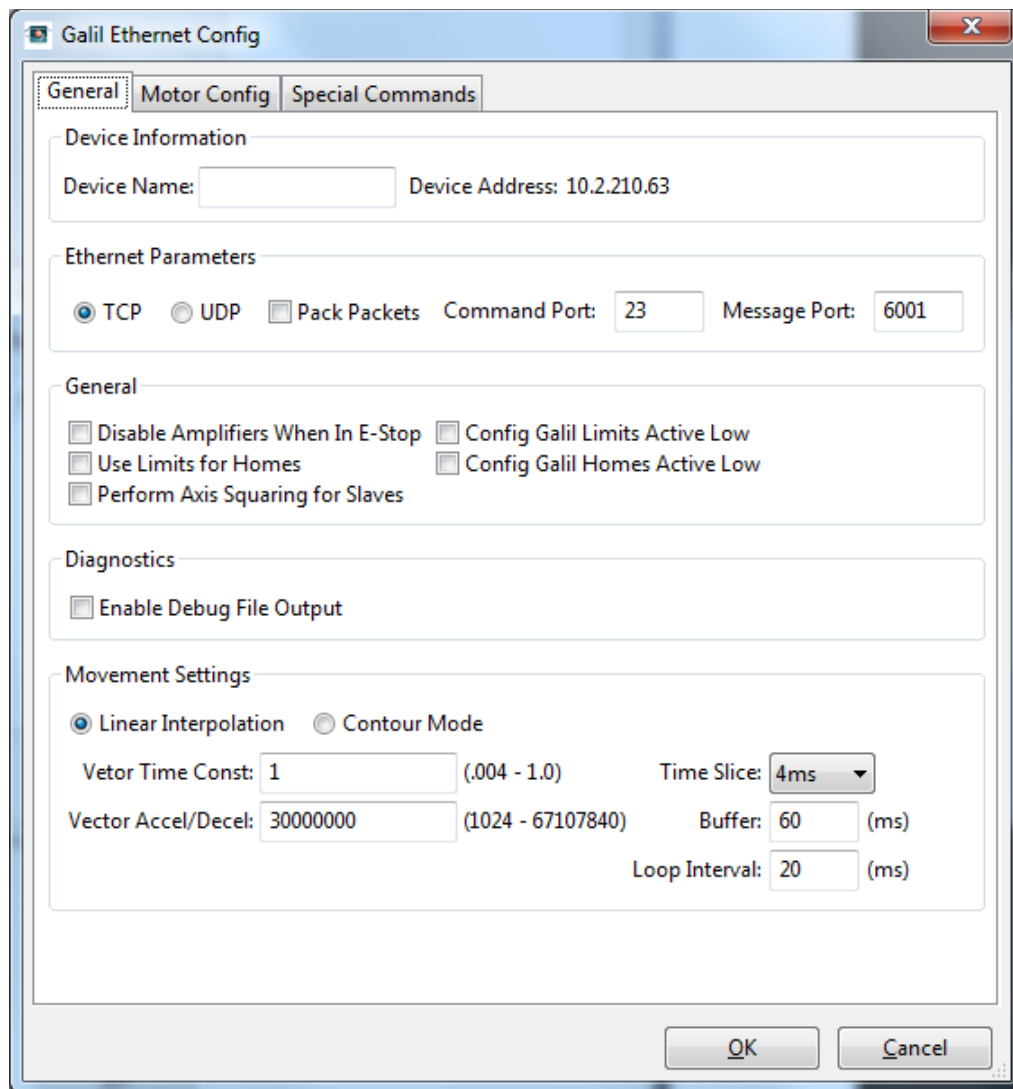 Galil Ethernet Config
General Motor Config Special Commands
Device Information
Device Name: Device Address: 10.2.210.63
Ethernet Parameters
TCP UDP Pack Packets Command Port: 23 Message Port: 6001
General
Disable Amplifiers When In E-Stop Config Galil Limits Active Low
Use Limits for Homes Config Galil Homes Active Low
Perform Axis Squaring for Slaves
Diagnostics
Enable Debug File Output
Movement Settings
Linear Interpolation Contour Mode
Vetor Time Const: 1 (.004 - 1.0) Time Slice: 4ms
Vector Accel/Decel: 30000000 (1024 - 67107840) Buffer: 60 (ms)
Loop Interval: 20 (ms)
OK Cancel